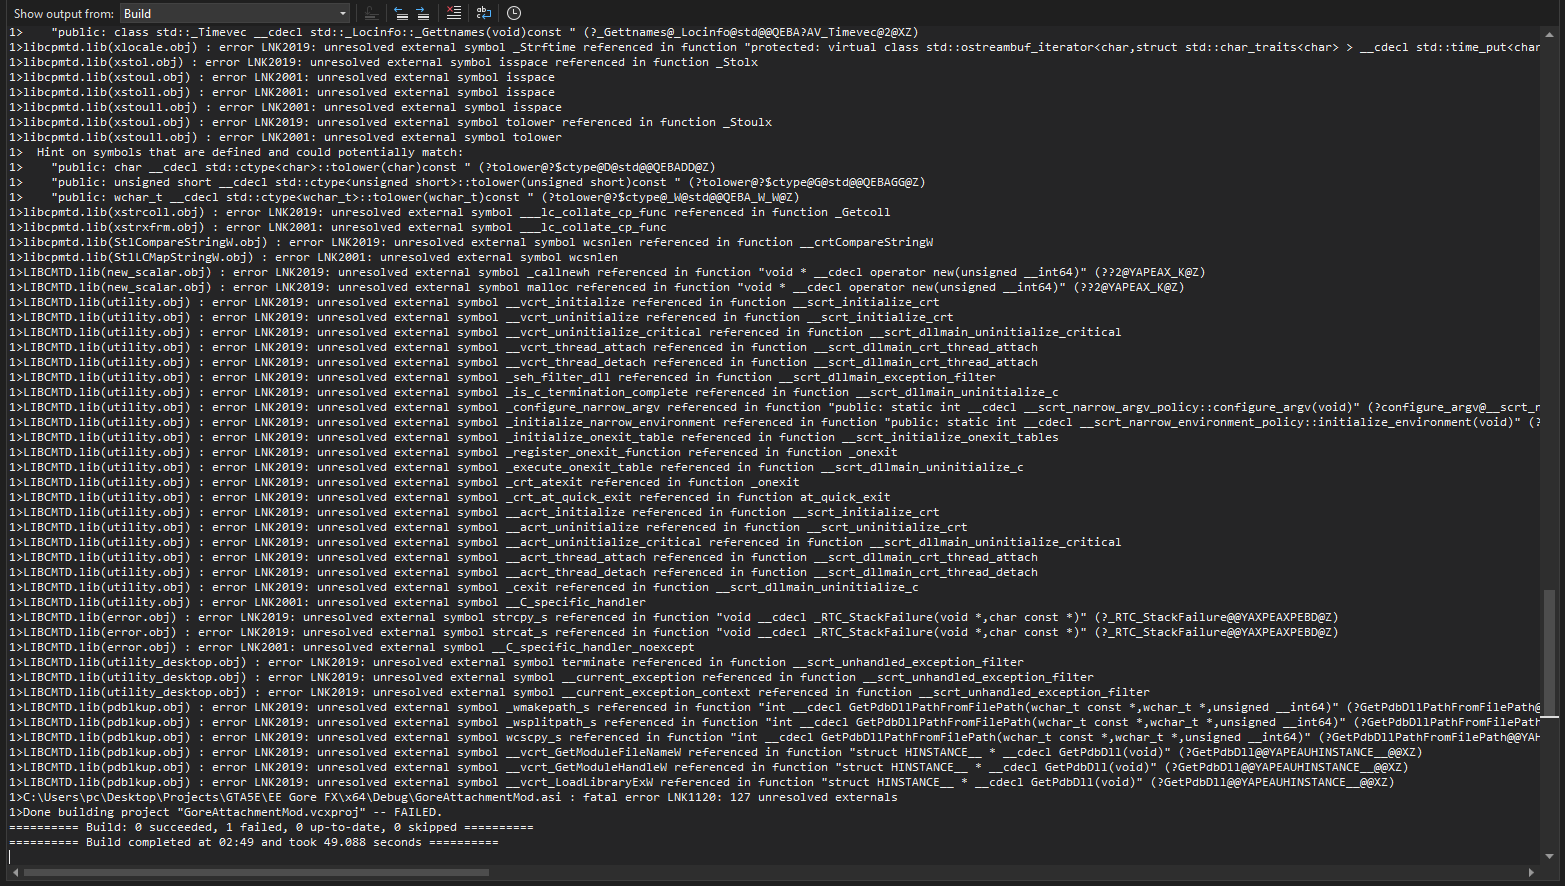 Show output from: Build
1>    "public: class std::_Timevec __cdecl std::_Locinfo::_Gettnames(void)const " (?_Gettnames@_Locinfo@std@@QEBA?AV_Timevec@2@XZ)
1>libcpmtd.lib(xlocale.obj) : error LNK2019: unresolved external symbol _Strftime referenced in function "protected: virtual class std::ostreambuf_iterator<char,struct std::char_traits<char> > __cdecl std::time_put<char
1>libcpmtd.lib(xstol.obj) : error LNK2019: unresolved external symbol isspace referenced in function _Stolx
1>libcpmtd.lib(xstoul.obj) : error LNK2001: unresolved external symbol isspace
1>libcpmtd.lib(xstoll.obj) : error LNK2001: unresolved external symbol isspace
1>libcpmtd.lib(xstoull.obj) : error LNK2001: unresolved external symbol isspace
1>libcpmtd.lib(xstoul.obj) : error LNK2019: unresolved external symbol tolower referenced in function _Stoulx
1>libcpmtd.lib(xstoull.obj) : error LNK2001: unresolved external symbol tolower
1>  Hint on symbols that are defined and could potentially match:
1>    "public: char __cdecl std::ctype<char>::tolower(char)const " (?tolower@?$ctype@D@std@@QEBADD@Z)
1>    "public: unsigned short __cdecl std::ctype<unsigned short>::tolower(unsigned short)const " (?tolower@?$ctype@G@std@@QEBAGG@Z)
1>    "public: wchar_t __cdecl std::ctype<wchar_t>::tolower(wchar_t)const " (?tolower@?$ctype@_W@std@@QEBA_W_W@Z)
1>libcpmtd.lib(xstrcoll.obj) : error LNK2019: unresolved external symbol ___lc_collate_cp_func referenced in function _Getcoll
1>libcpmtd.lib(xstrxfrm.obj) : error LNK2001: unresolved external symbol ___lc_collate_cp_func
1>libcpmtd.lib(StlCompareStringW.obj) : error LNK2019: unresolved external symbol wcsnlen referenced in function __crtCompareStringW
1>libcpmtd.lib(StlLCMapStringW.obj) : error LNK2001: unresolved external symbol wcsnlen
1>LIBCMTD.lib(new_scalar.obj) : error LNK2019: unresolved external symbol _callnewh referenced in function "void * __cdecl operator new(unsigned __int64)" (??2@YAPEAX_K@Z)
1>LIBCMTD.lib(new_scalar.obj) : error LNK2019: unresolved external symbol malloc referenced in function "void * __cdecl operator new(unsigned __int64)" (??2@YAPEAX_K@Z)
1>LIBCMTD.lib(utility.obj) : error LNK2019: unresolved external symbol __vcrt_initialize referenced in function __scrt_initialize_crt
1>LIBCMTD.lib(utility.obj) : error LNK2019: unresolved external symbol __vcrt_uninitialize referenced in function __scrt_initialize_crt
1>LIBCMTD.lib(utility.obj) : error LNK2019: unresolved external symbol __vcrt_uninitialize_critical referenced in function __scrt_dllmain_uninitialize_critical
1>LIBCMTD.lib(utility.obj) : error LNK2019: unresolved external symbol __vcrt_thread_attach referenced in function __scrt_dllmain_crt_thread_attach
1>LIBCMTD.lib(utility.obj) : error LNK2019: unresolved external symbol __vcrt_thread_detach referenced in function __scrt_dllmain_crt_thread_attach
1>LIBCMTD.lib(utility.obj) : error LNK2019: unresolved external symbol _seh_filter_dll referenced in function __scrt_dllmain_exception_filter
1>LIBCMTD.lib(utility.obj) : error LNK2019: unresolved external symbol _is_c_termination_complete referenced in function __scrt_dllmain_uninitialize_c
1>LIBCMTD.lib(utility.obj) : error LNK2019: unresolved external symbol _configure_narrow_argv referenced in function "public: static int __cdecl __scrt_narrow_argv_policy::configure_argv(void)" (?configure_argv@__scrt_n
1>LIBCMTD.lib(utility.obj) : error LNK2019: unresolved external symbol _initialize_narrow_environment referenced in function "public: static int __cdecl __scrt_narrow_environment_policy::initialize_environment(void)" (?
1>LIBCMTD.lib(utility.obj) : error LNK2019: unresolved external symbol _initialize_onexit_table referenced in function __scrt_initialize_onexit_tables
1>LIBCMTD.lib(utility.obj) : error LNK2019: unresolved external symbol _register_onexit_function referenced in function _onexit
1>LIBCMTD.lib(utility.obj) : error LNK2019: unresolved external symbol _execute_onexit_table referenced in function __scrt_dllmain_uninitialize_c
1>LIBCMTD.lib(utility.obj) : error LNK2019: unresolved external symbol _crt_atexit referenced in function _onexit
1>LIBCMTD.lib(utility.obj) : error LNK2019: unresolved external symbol _crt_at_quick_exit referenced in function at_quick_exit
1>LIBCMTD.lib(utility.obj) : error LNK2019: unresolved external symbol __acrt_initialize referenced in function __scrt_initialize_crt
1>LIBCMTD.lib(utility.obj) : error LNK2019: unresolved external symbol __acrt_uninitialize referenced in function __scrt_uninitialize_crt
1>LIBCMTD.lib(utility.obj) : error LNK2019: unresolved external symbol __acrt_uninitialize_critical referenced in function __scrt_dllmain_uninitialize_critical
1>LIBCMTD.lib(utility.obj) : error LNK2019: unresolved external symbol __acrt_thread_attach referenced in function __scrt_dllmain_crt_thread_attach
1>LIBCMTD.lib(utility.obj) : error LNK2019: unresolved external symbol __acrt_thread_detach referenced in function __scrt_dllmain_crt_thread_detach
1>LIBCMTD.lib(utility.obj) : error LNK2019: unresolved external symbol _cexit referenced in function __scrt_dllmain_uninitialize_c
1>LIBCMTD.lib(utility.obj) : error LNK2001: unresolved external symbol __C_specific_handler
1>LIBCMTD.lib(error.obj) : error LNK2019: unresolved external symbol strcpy_s referenced in function "void __cdecl _RTC_StackFailure(void *,char const *)" (?_RTC_StackFailure@@YAXPEAXPEBD@Z)
1>LIBCMTD.lib(error.obj) : error LNK2019: unresolved external symbol strcat_s referenced in function "void __cdecl _RTC_StackFailure(void *,char const *)" (?_RTC_StackFailure@@YAXPEAXPEBD@Z)
1>LIBCMTD.lib(error.obj) : error LNK2001: unresolved external symbol __C_specific_handler_noexcept
1>LIBCMTD.lib(utility_desktop.obj) : error LNK2019: unresolved external symbol terminate referenced in function __scrt_unhandled_exception_filter
1>LIBCMTD.lib(utility_desktop.obj) : error LNK2019: unresolved external symbol __current_exception referenced in function __scrt_unhandled_exception_filter
1>LIBCMTD.lib(utility_desktop.obj) : error LNK2019: unresolved external symbol __current_exception_context referenced in function __scrt_unhandled_exception_filter
1>LIBCMTD.lib(pdblkup.obj) : error LNK2019: unresolved external symbol _wmakepath_s referenced in function "int __cdecl GetPdbDllPathFromFilePath(wchar_t const *,wchar_t *,unsigned __int64)" (?GetPdbDllPathFromFilePath@
1>LIBCMTD.lib(pdblkup.obj) : error LNK2019: unresolved external symbol _wsplitpath_s referenced in function "int __cdecl GetPdbDllPathFromFilePath(wchar_t const *,wchar_t *,unsigned __int64)" (?GetPdbDllPathFromFilePath
1>LIBCMTD.lib(pdblkup.obj) : error LNK2019: unresolved external symbol wcscpy_s referenced in function "int __cdecl GetPdbDllPathFromFilePath(wchar_t const *,wchar_t *,unsigned __int64)" (?GetPdbDllPathFromFilePath@@YAH
1>LIBCMTD.lib(pdblkup.obj) : error LNK2019: unresolved external symbol __vcrt_GetModuleFileNameW referenced in function "struct HINSTANCE__ * __cdecl GetPdbDll(void)" (?GetPdbDll@@YAPEAUHINSTANCE__@@XZ)
1>LIBCMTD.lib(pdblkup.obj) : error LNK2019: unresolved external symbol __vcrt_GetModuleHandleW referenced in function "struct HINSTANCE__ * __cdecl GetPdbDll(void)" (?GetPdbDll@@YAPEAUHINSTANCE__@@XZ)
1>LIBCMTD.lib(pdblkup.obj) : error LNK2019: unresolved external symbol __vcrt_LoadLibraryExW referenced in function "struct HINSTANCE__ * __cdecl GetPdbDll(void)" (?GetPdbDll@@YAPEAUHINSTANCE__@@XZ)
1>C:\Users\pc\Desktop\Projects\GTA5E\EE Gore FX\x64\Debug\GoreAttachmentMod.asi : fatal error LNK1120: 127 unresolved externals
1>Done building project "GoreAttachmentMod.vcxproj" -- FAILED.
========== Build: 0 succeeded, 1 failed, 0 up-to-date, 0 skipped ==========
========== Build completed at 02:49 and took 49.088 seconds ==========